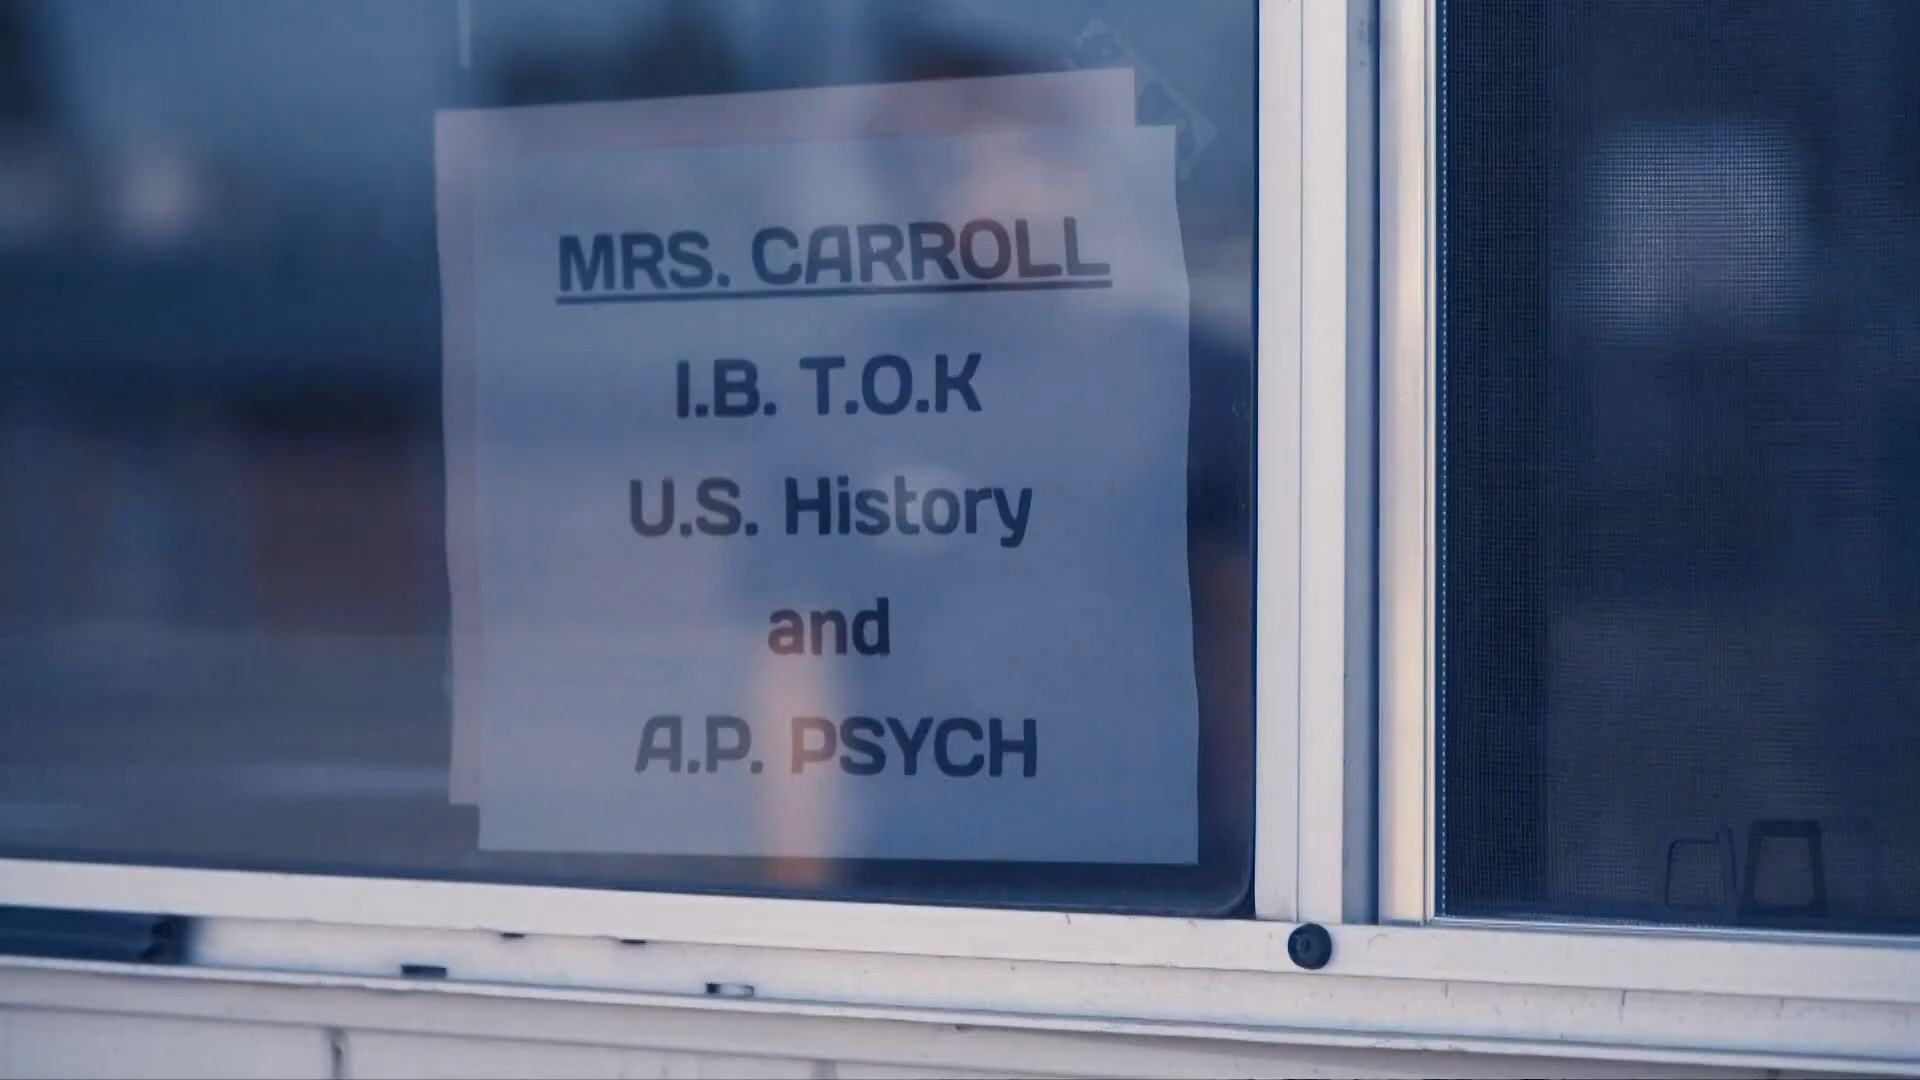 MRS. CARROLL
I.B. T.O.K
U.S. History
and
A.P. PSYCH